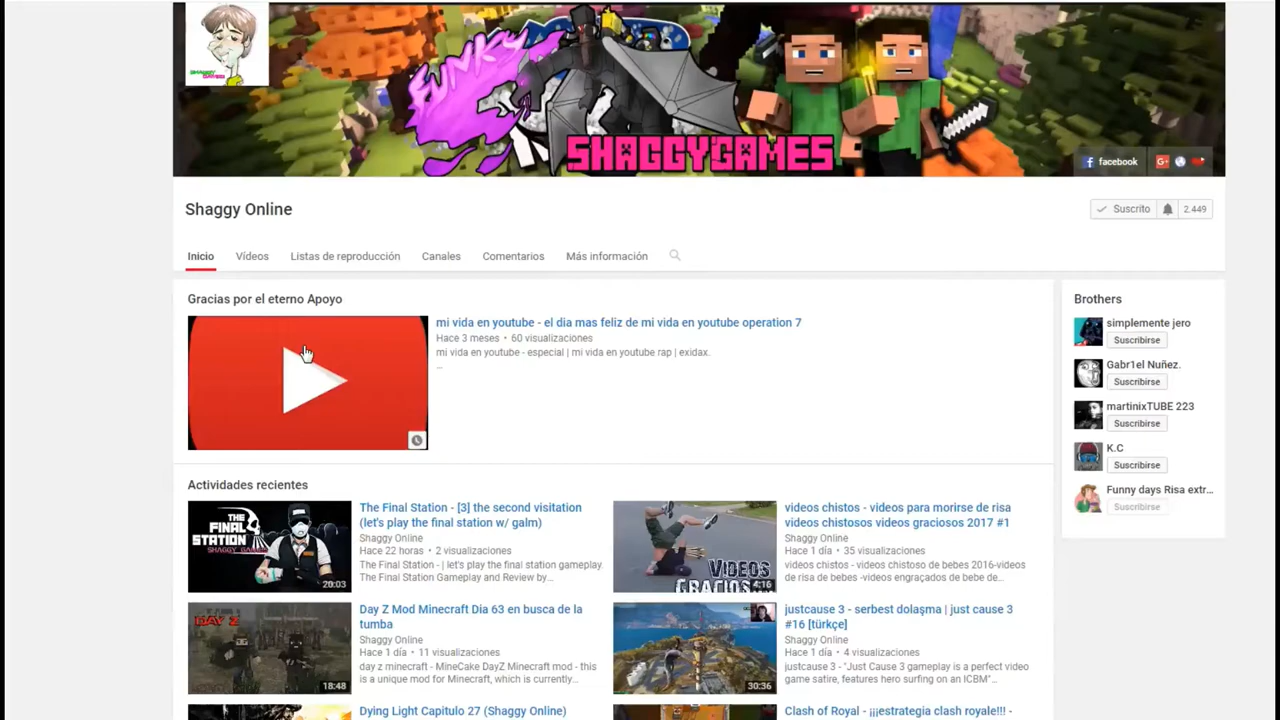 SHAGGY
GAMES
SHAGGYGAMES
facebook
Shaggy Online
Suscrito
2.449
Inicio
Vídeos
Listas de reproducción
Canales
Comentarios
Más información
Gracias por el eterno Apoyo
mi vida en youtube - el dia mas feliz de mi vida en youtube operation 7
Hace 3 meses • 60 visualizaciones
mi vida en youtube - especial | mi vida en youtube rap | exidax.
...
Brothers
simplemente jero
Suscribirse
Gabr1el Nuñez.
Suscribirse
martinixTUBE 223
Suscribirse
K.C
Suscribirse
Funny days Risa extr...
Suscribirse
Actividades recientes
THE
FINAL
STATION
SHAGGY GAMES
20:03
The Final Station - [3] the second visitation
(let's play the final station w/ galm)
Shaggy Online
Hace 22 horas • 2 visualizaciones
The Final Station - | let's play the final station gameplay.
The Final Station Gameplay and Review by...
VIDEOS
GRACIOSOS
4:16
videos chistos - videos para morirse de risa
videos chistosos videos graciosos 2017 #1
Shaggy Online
Hace 1 día • 35 visualizaciones
videos chistos - videos chistosos de bebes 2016-videos
de risa de bebes -videos engraçados de bebe de...
DAY Z
18:48
Day Z Mod Minecraft Dia 63 en busca de la
tumba
Shaggy Online
Hace 1 día • 11 visualizaciones
day z minecraft - MineCake DayZ Minecraft mod - this
is a unique mod for Minecraft, which is currently...
30:36
justcause 3 - serbest dolaşma | just cause 3
#16 [türkçe]
Shaggy Online
Hace 1 día • 4 visualizaciones
justcause 3 - "Just Cause 3 gameplay is a perfect video
game satire, features hero surfing on an ICBM"...
Dying Light Capitulo 27 (Shaggy Online)
Clash of Royal - ¡¡¡estrategia clash royale!!! -